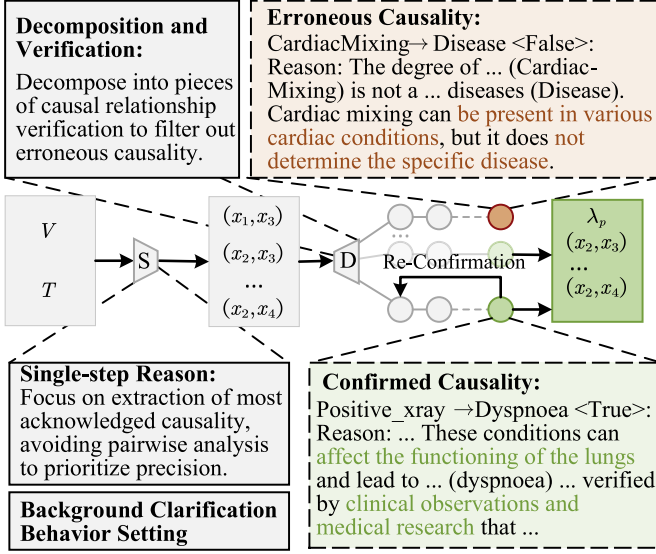 Decomposition and
Verification:
Decompose into pieces
of causal relationship
verification to filter out
erroneous causality.
Erroneous Causality:
CardiacMixing→ Disease <False>:
Reason: The degree of ... (Cardiac-
Mixing) is not a ... diseases (Disease).
Cardiac mixing can be present in various
cardiac conditions, but it does not
determine the specific disease.
V
T
S
(x₁,x₃)
(x₂,x₃)
...
(x₂,x₄)
D
...
Re-Confirmation
λₚ
(x₂,x₃)
...
(x₂,x₄)
Single-step Reason:
Focus on extraction of most
acknowledged causality,
avoiding pairwise analysis
to prioritize precision.
Background Clarification
Behavior Setting
Confirmed Causality:
Positive_xray →Dyspnoea <True>:
Reason: ... These conditions can
affect the functioning of the lungs
and lead to ... (dyspnoea) ... verified
by clinical observations and
medical research that ...